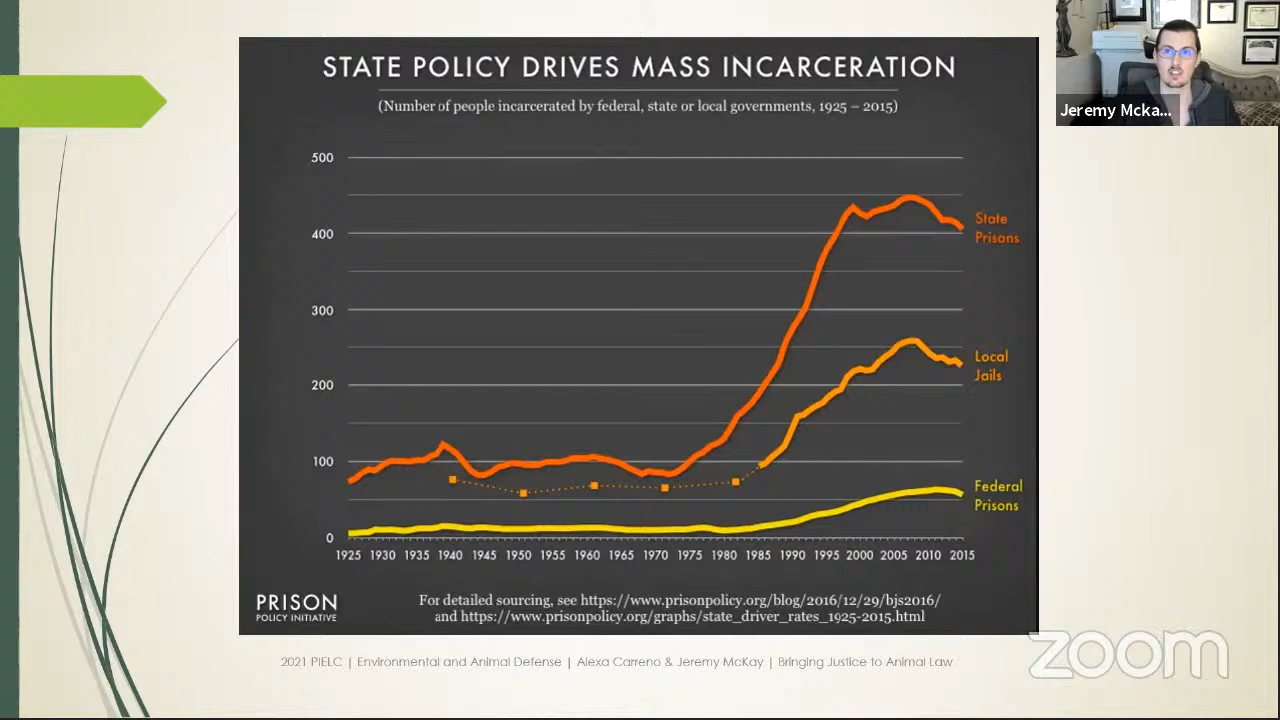 STATE POLICY DRIVES MASS INCARCERATION
(Number of people incarcerated by federal, state or local governments, 1925 – 2015)
Jeremy Mcka...
500
400
300
200
100
0
State
Prisons
Local
Jails
Federal
Prisons
1925 1930 1935 1940 1945 1950 1955 1960 1965 1970 1975 1980 1985 1990 1995 2000 2005 2010 2015
PRISON
POLICY INITIATIVE
For detailed sourcing, see https://www.prisonpolicy.org/blog/2016/12/29/bjs2016/
and https://www.prisonpolicy.org/graphs/state_driver_rates_1925-2015.html
2021 PIELC | Environmental and Animal Defense | Alexa Carreno & Jeremy McKay | Bringing Justice to Animal Law
zoom